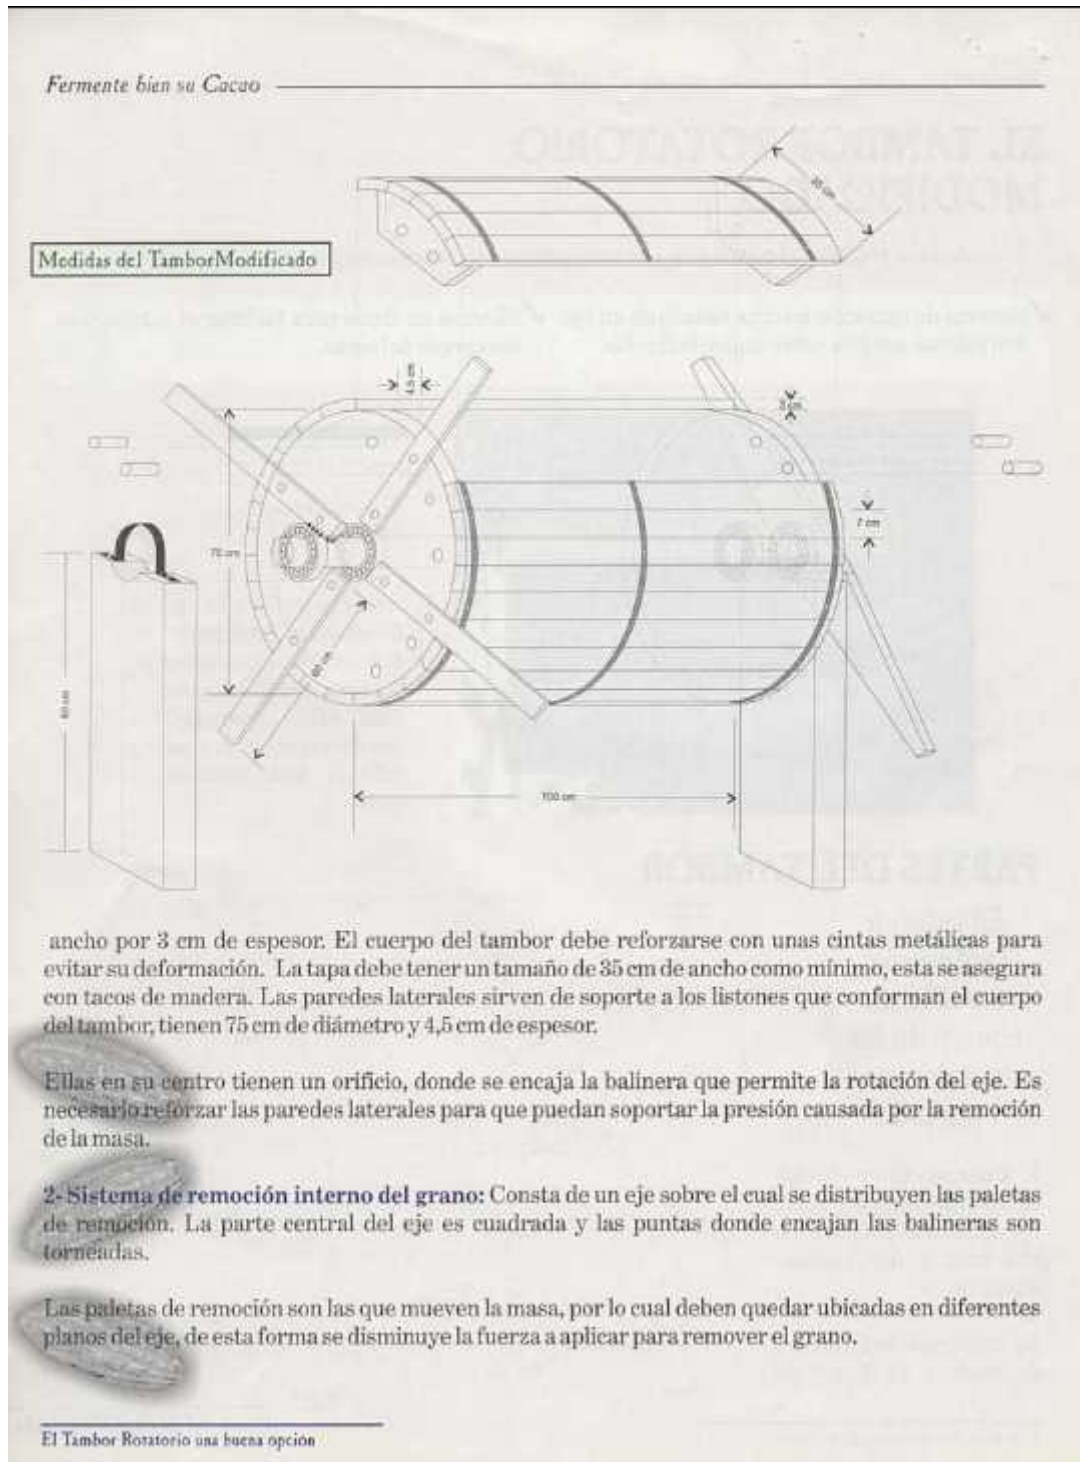 Fermente bien su Cacao
35 cm
Medidas del TamborModificado
4.5 cm
3 cm
7 cm
75 cm
60 cm
80 cm
100 cm
ancho por 3 cm de espesor. El cuerpo del tambor debe reforzarse con unas cintas metálicas para
evitar su deformación. La tapa debe tener un tamaño de 35 cm de ancho como mínimo, esta se asegura
con tacos de madera. Las paredes laterales sirven de soporte a los listones que conforman el cuerpo
del tambor, tienen 75 cm de diámetro y 4,5 cm de espesor.
Ellas en su centro tienen un orificio, donde se encaja la balinera que permite la rotación del eje. Es
necesario reforzar las paredes laterales para que puedan soportar la presión causada por la remoción
de la masa.
2- Sistema de remoción interno del grano: Consta de un eje sobre el cual se distribuyen las paletas
de remoción. La parte central del eje es cuadrada y las puntas donde encajan las balineras son
torneadas.
Las paletas de remoción son las que mueven la masa, por lo cual deben quedar ubicadas en diferentes
planos del eje, de esta forma se disminuye la fuerza a aplicar para remover el grano.
El Tambor Rotatorio una buena opción